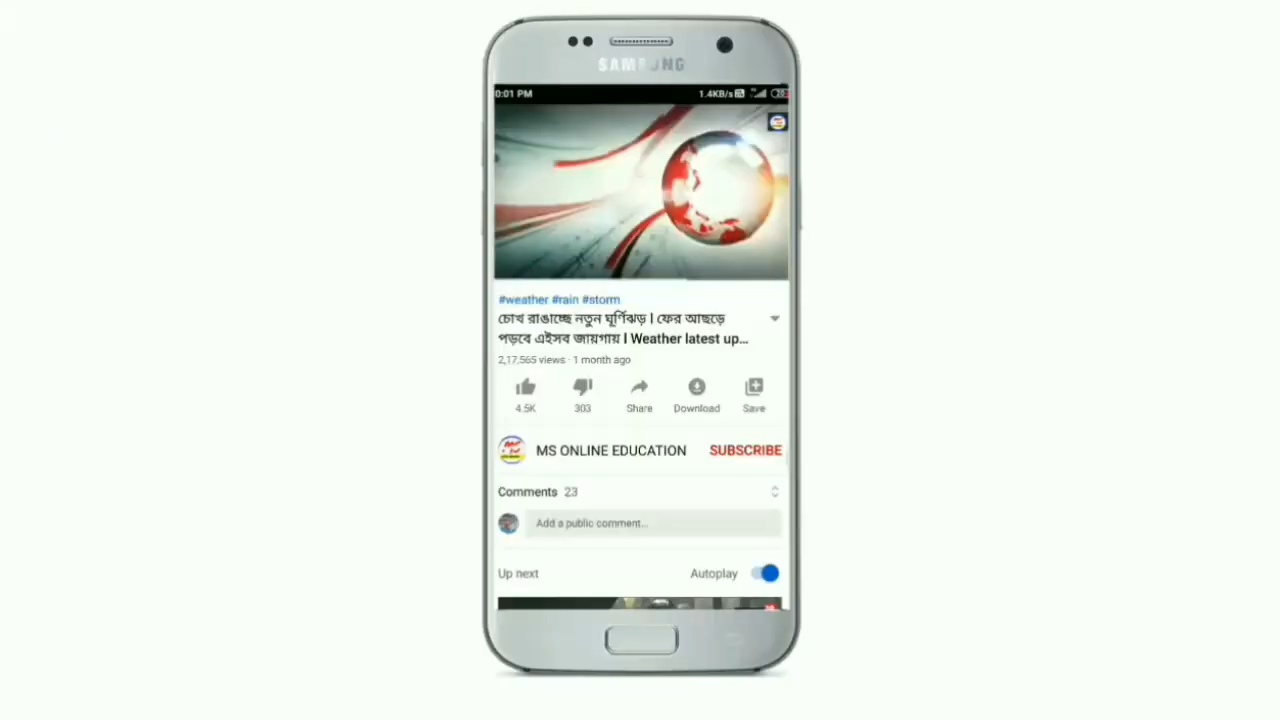 SAMSUNG
0:01 PM
1.4KB/s
#weather #rain #storm
চোখ রাঙাচ্ছে নতুন ঘূর্ণিঝড় l ফের আছড়ে
পড়বে এইসব জায়গায় l Weather latest up...
2,17,565 views · 1 month ago
4.5K
303
Share
Download
Save
MS ONLINE EDUCATION
SUBSCRIBE
Comments 23
Add a public comment...
Up next
Autoplay